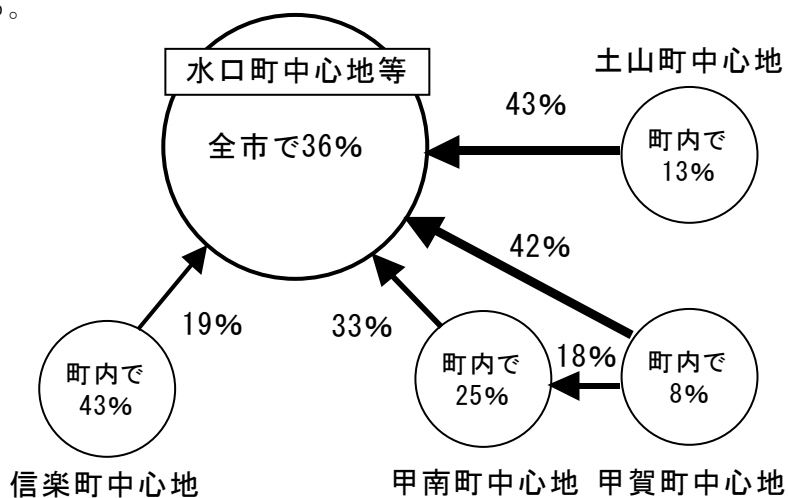 る。
水口町中心地等
全市で36%
土山町中心地
43%
町内で
13%
42%
19%
33%
18%
町内で
43%
町内で
25%
町内で
8%
信楽町中心地
甲南町中心地
甲賀町中心地